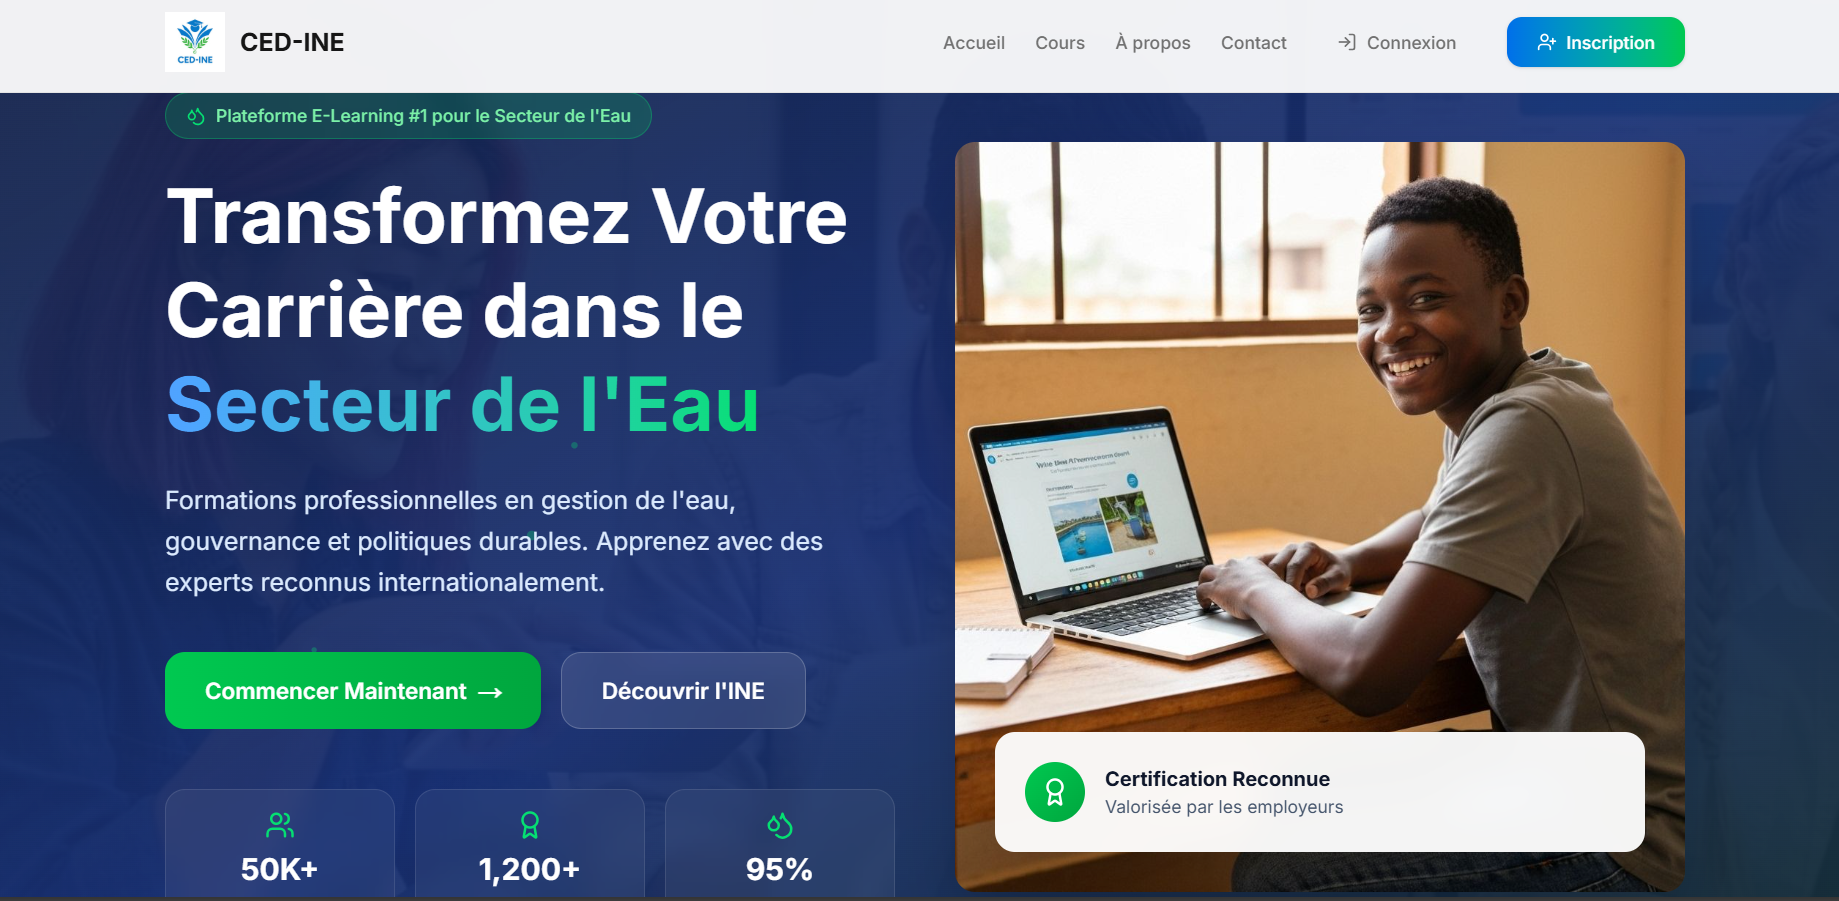 CED-INE
CED-INE
Accueil
Cours
À propos
Contact
Connexion
Inscription
Plateforme E-Learning #1 pour le Secteur de l'Eau
Transformez Votre
Carrière dans le
Secteur de l'Eau
Formations professionnelles en gestion de l'eau,
gouvernance et politiques durables. Apprenez avec des
experts reconnus internationalement.
Commencer Maintenant →
Découvrir l'INE
50K+
1,200+
95%
Certification Reconnue
Valorisée par les employeurs